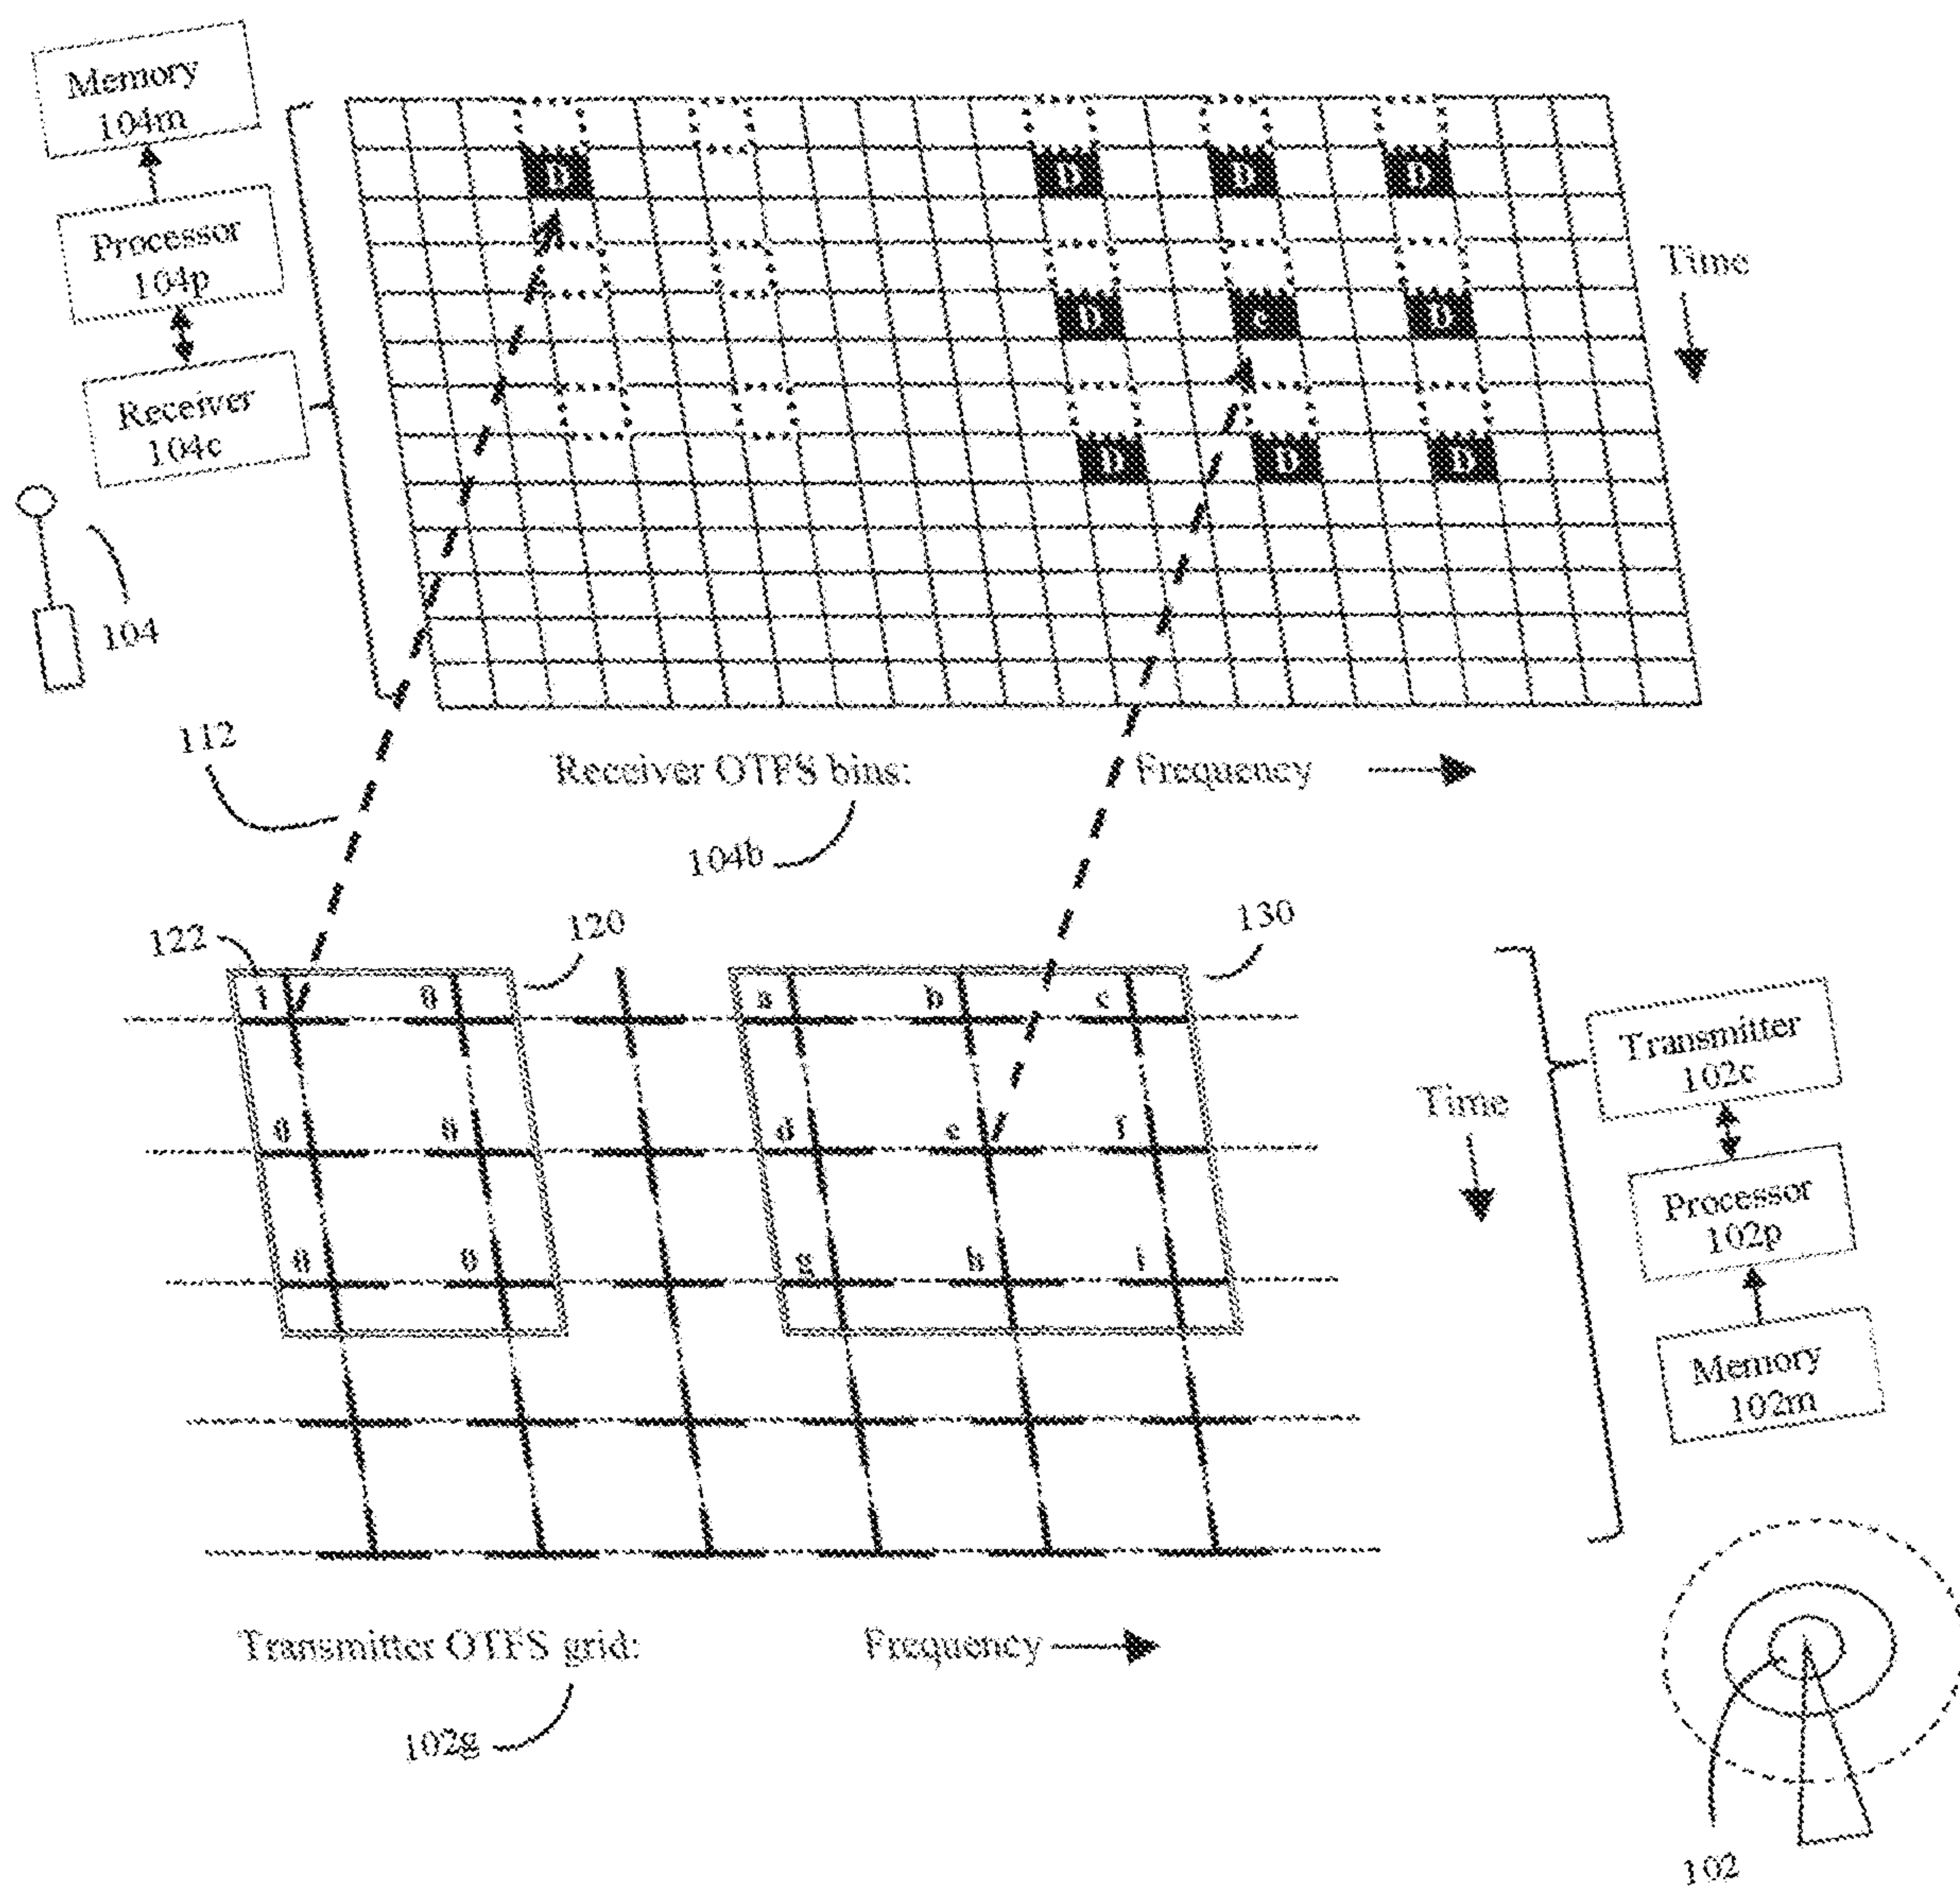 Memory
104m
Processor
104p
Receiver
104c
104
D D D D
D e D
D D D
Time
Receiver OTFS bins:
Frequency
104b
112
122
120
130
1 0 a b c
0 0 d e f
0 0 g h i
Time
Transmitter
102c
Processor
102p
Memory
102m
Transmitter OTFS grid:
Frequency
102g
102